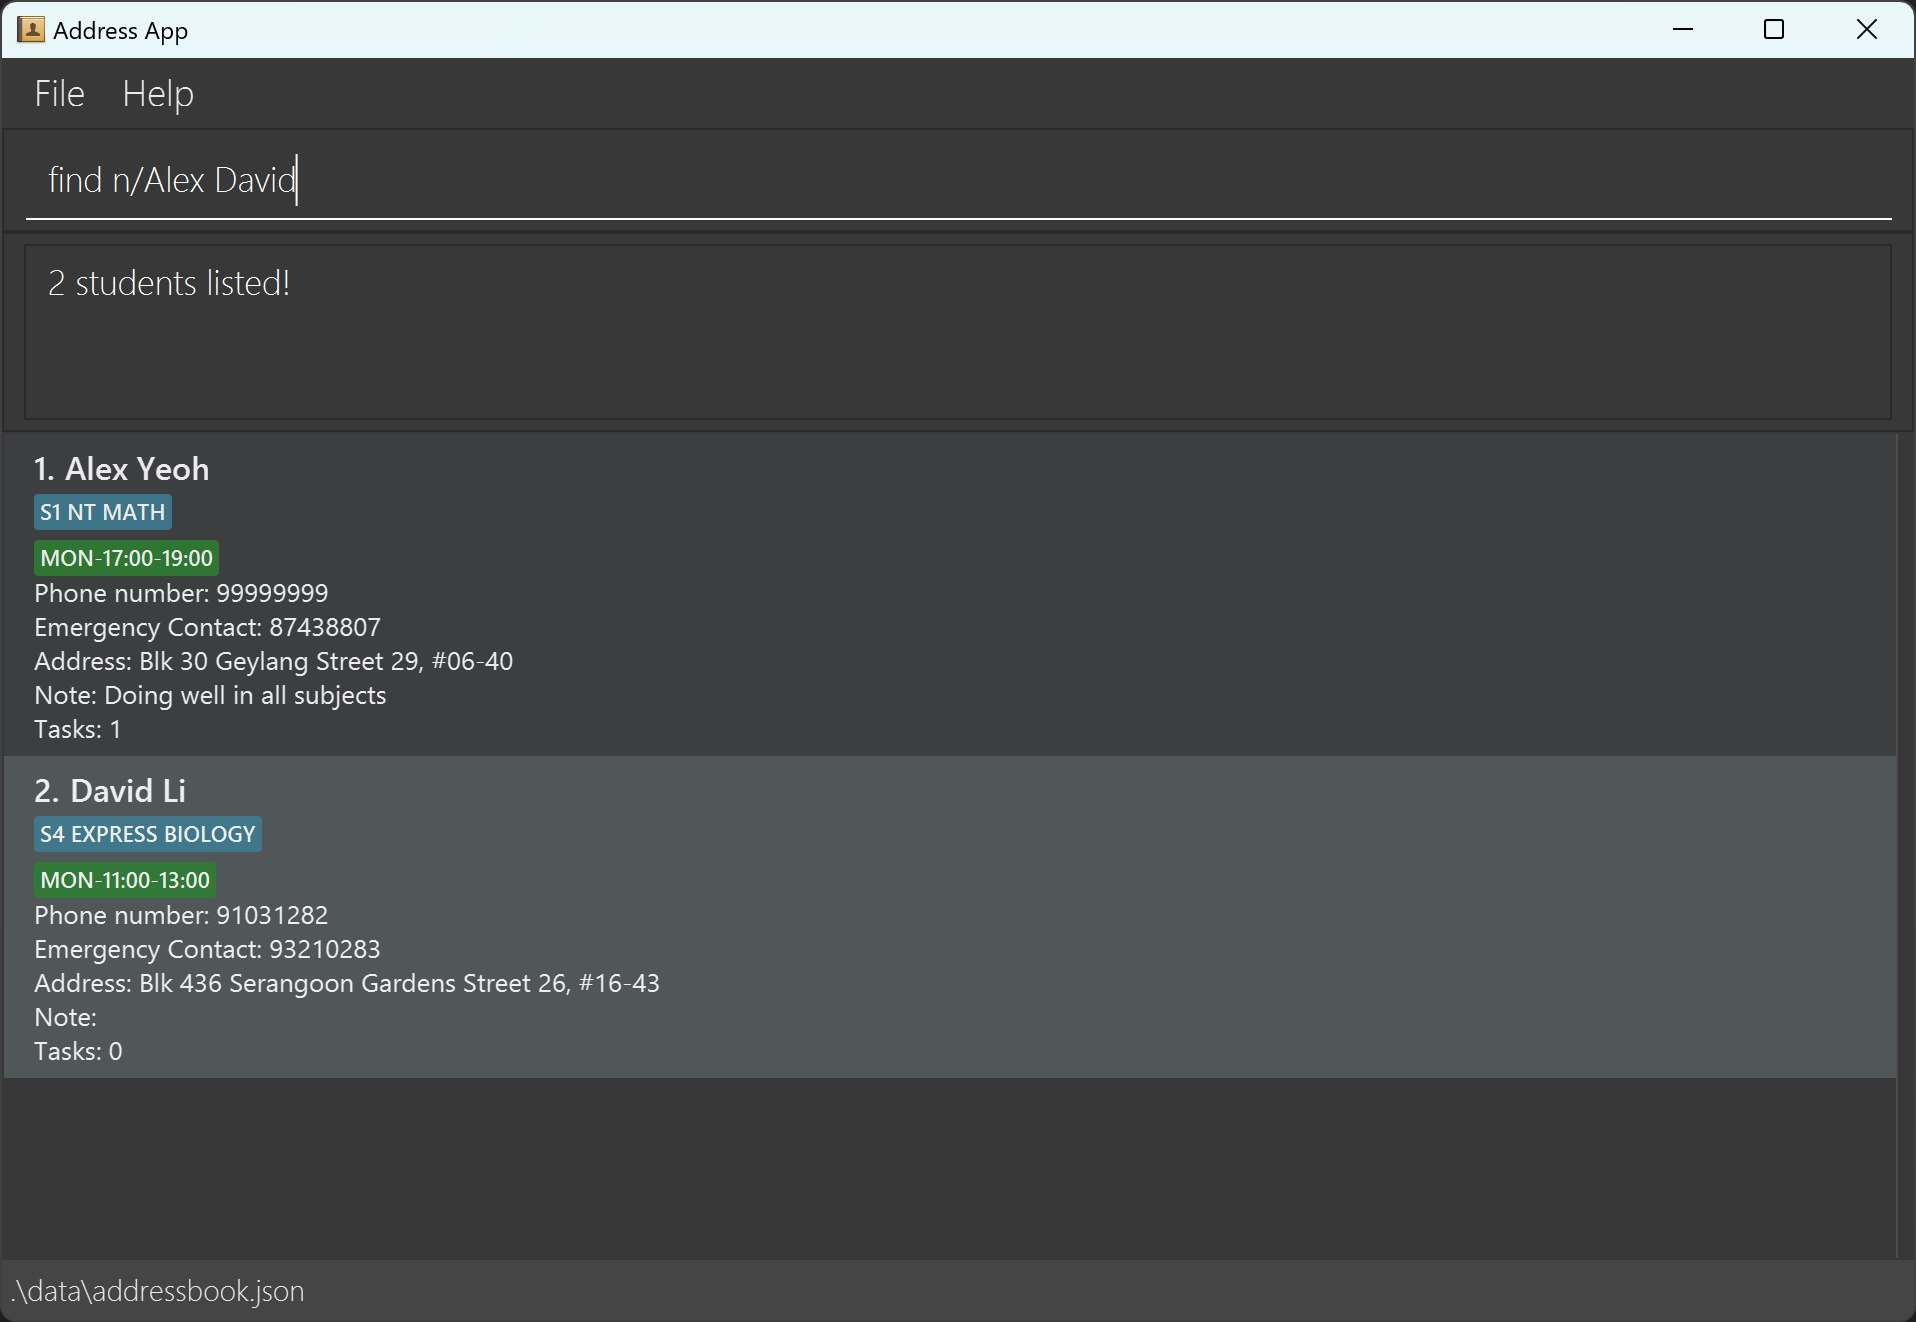 Address App
File Help
find n/Alex David
2 students listed!
1. Alex Yeoh
S1 NT MATH
MON-17:00-19:00
Phone number: 99999999
Emergency Contact: 87438807
Address: Blk 30 Geylang Street 29, #06-40
Note: Doing well in all subjects
Tasks: 1
2. David Li
S4 EXPRESS BIOLOGY
MON-11:00-13:00
Phone number: 91031282
Emergency Contact: 93210283
Address: Blk 436 Serangoon Gardens Street 26, #16-43
Note:
Tasks: 0
.\data\addressbook.json